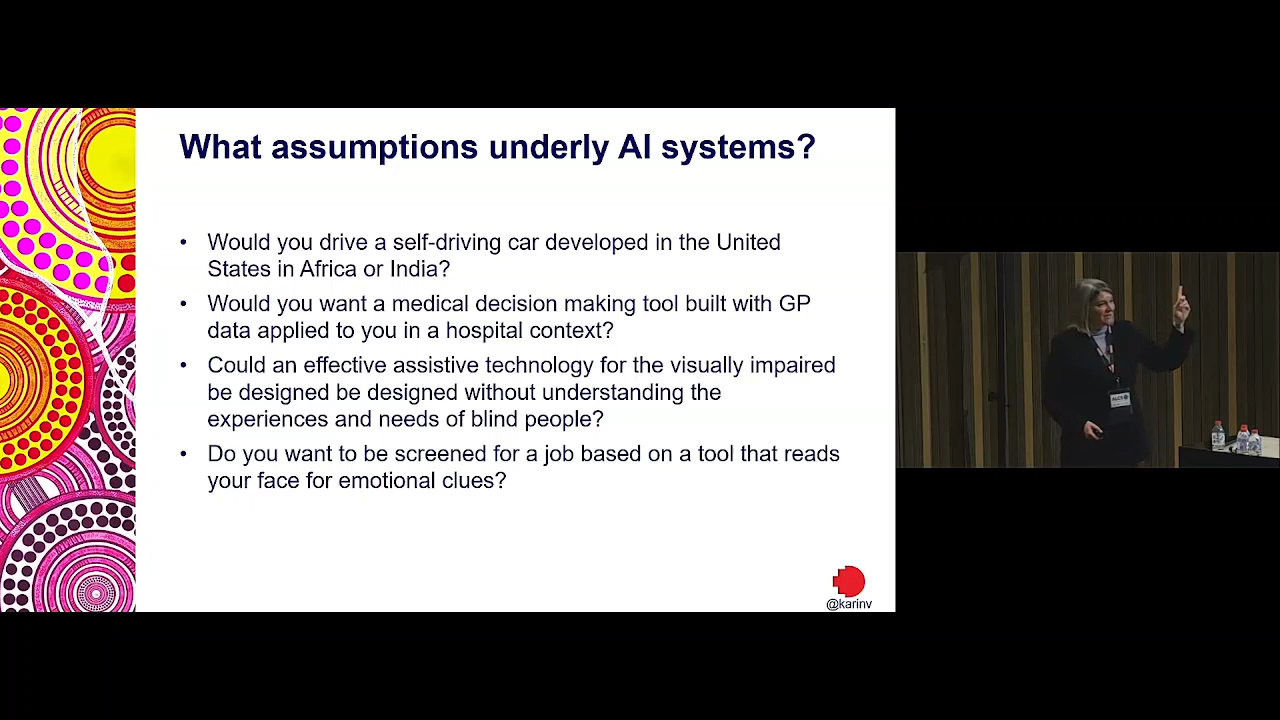 What assumptions underly AI systems?
• Would you drive a self-driving car developed in the United
States in Africa or India?
• Would you want a medical decision making tool built with GP
data applied to you in a hospital context?
• Could an effective assistive technology for the visually impaired
be designed be designed without understanding the
experiences and needs of blind people?
• Do you want to be screened for a job based on a tool that reads
your face for emotional clues?
@karinv